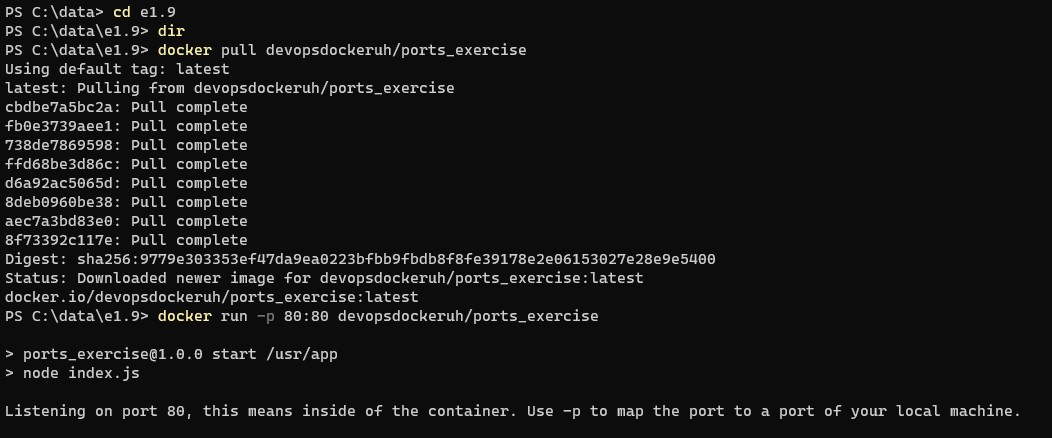 PS C:\data> cd e1.9
PS C:\data\e1.9> dir
PS C:\data\e1.9> docker pull devopsdockeruh/ports_exercise
Using default tag: latest
latest: Pulling from devopsdockeruh/ports_exercise
cbdbe7a5bc2a: Pull complete
fb0e3739aee1: Pull complete
738de7869598: Pull complete
ffd68be3d86c: Pull complete
d6a92ac5065d: Pull complete
8deb0960be38: Pull complete
aec7a3bd83e0: Pull complete
8f73392c117e: Pull complete
Digest: sha256:9779e303353ef47da9ea0223bfbb9fbdb8f8fe39178e2e06153027e28e9e5400
Status: Downloaded newer image for devopsdockeruh/ports_exercise:latest
docker.io/devopsdockeruh/ports_exercise:latest
PS C:\data\e1.9> docker run -p 80:80 devopsdockeruh/ports_exercise
> ports_exercise@1.0.0 start /usr/app
> node index.js
Listening on port 80, this means inside of the container. Use -p to map the port to a port of your local machine.